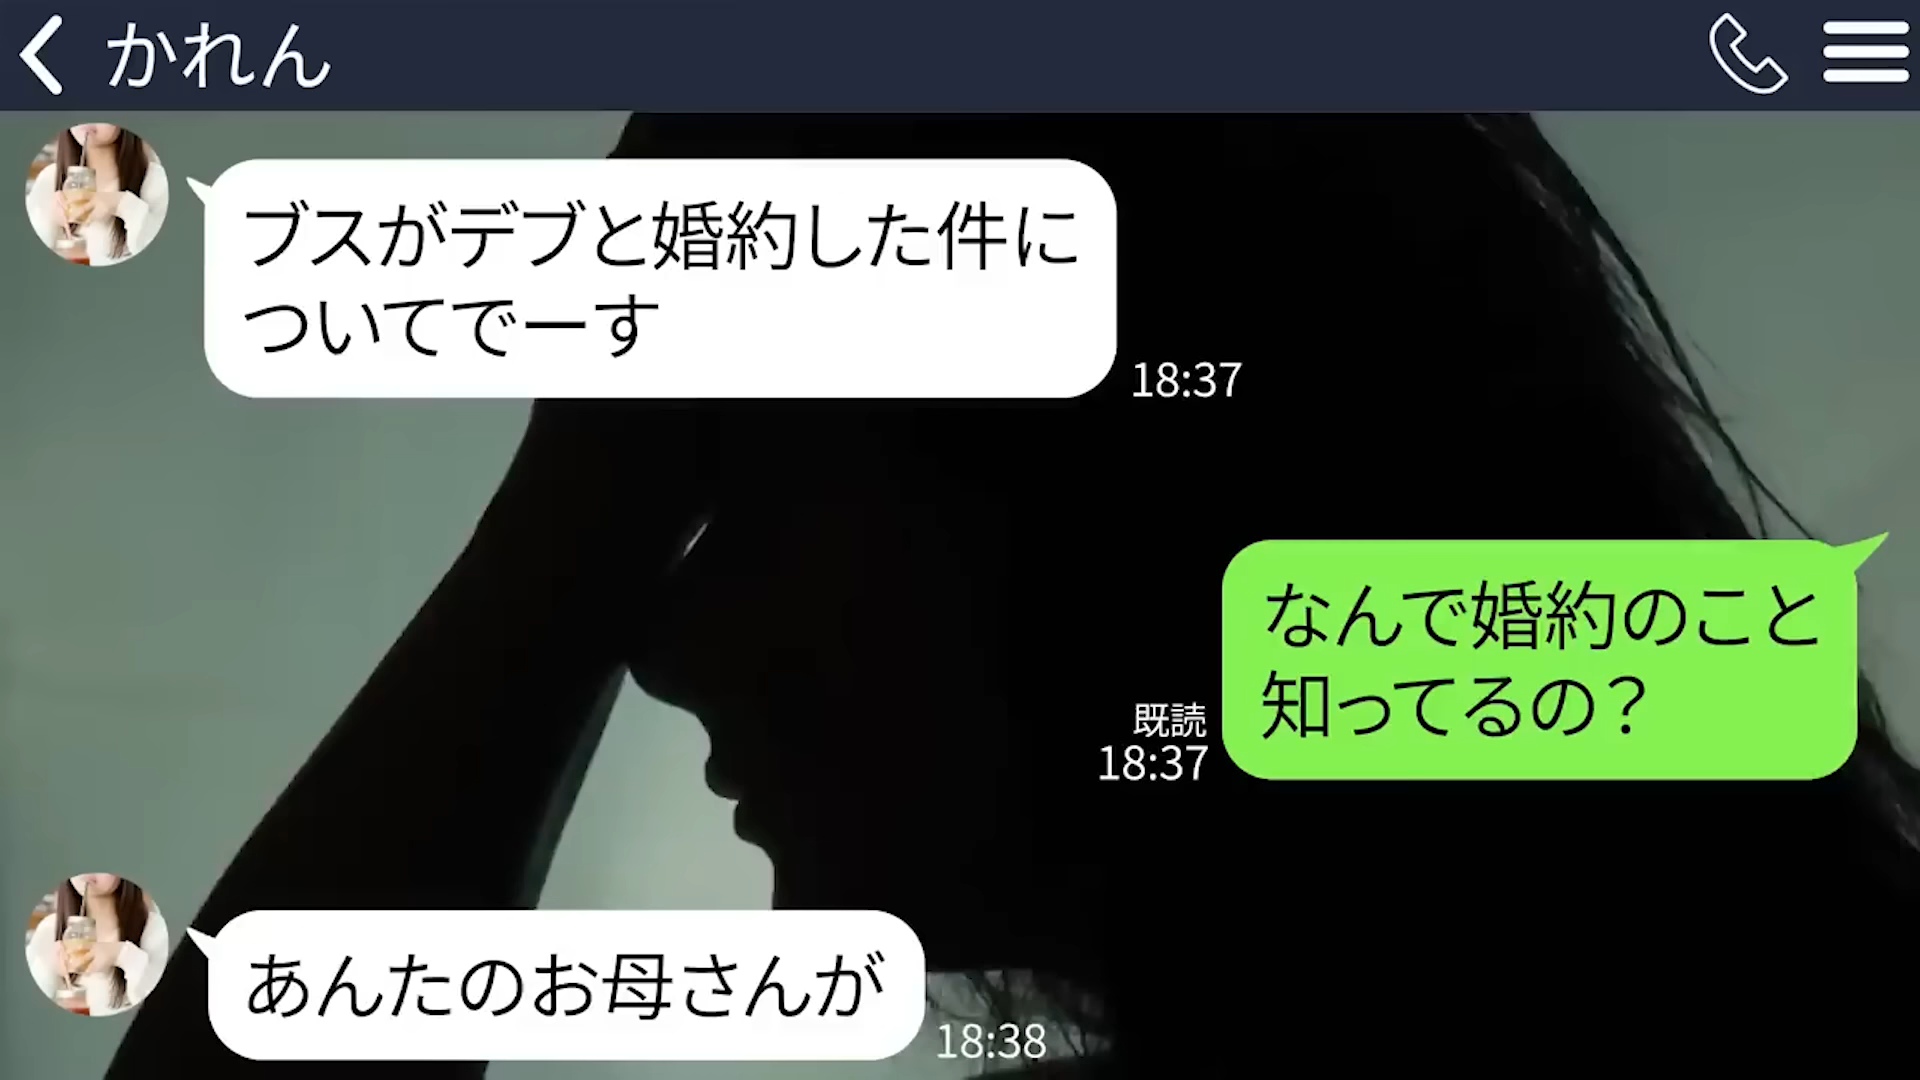 かれん
ブスがデブと婚約した件に
ついてでーす
18:37
なんで婚約のこと
知ってるの?
既読
18:37
あんたのお母さんが
18:38